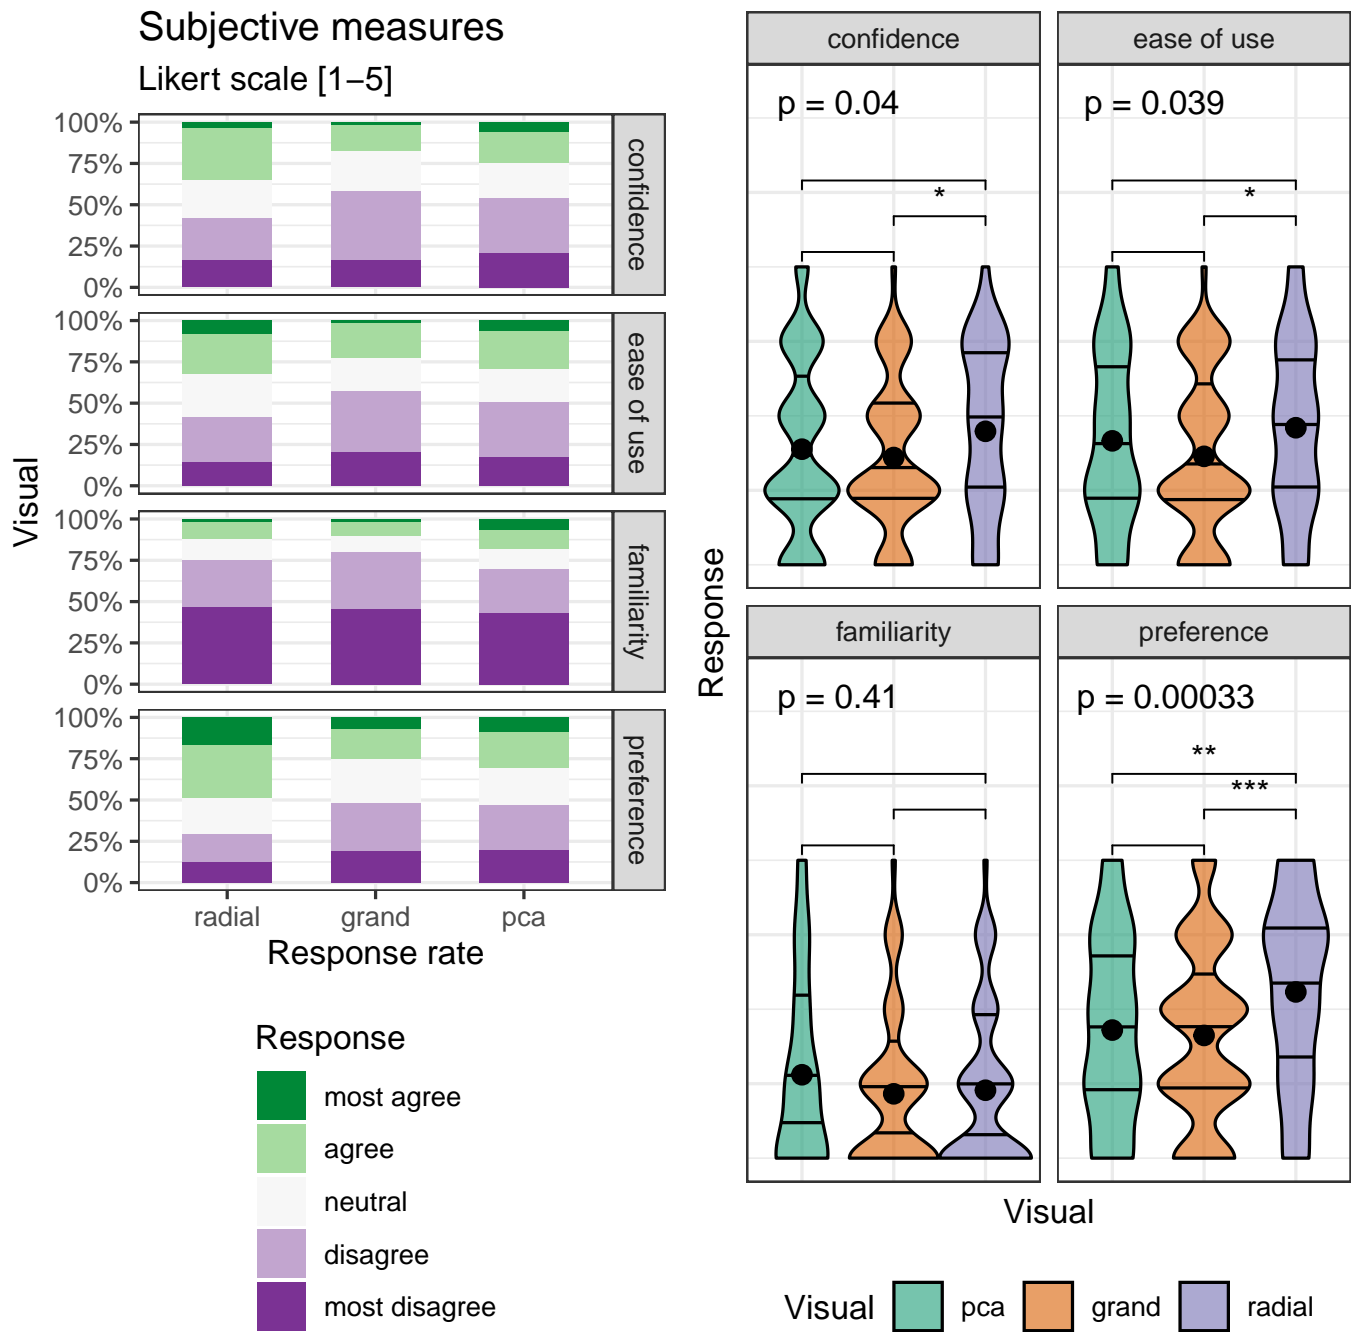 Subjective measures
Likert scale [1–5]
Visual
100%
75%
50%
25%
0%
confidence
100%
75%
50%
25%
0%
ease of use
100%
75%
50%
25%
0%
familiarity
100%
75%
50%
25%
0%
preference
radial grand pca
Response rate
Response
most agree
agree
neutral
disagree
most disagree
Response
confidence
p = 0.04
*
ease of use
p = 0.039
*
familiarity
p = 0.41
preference
p = 0.00033
**
***
Visual
Visual pca grand radial